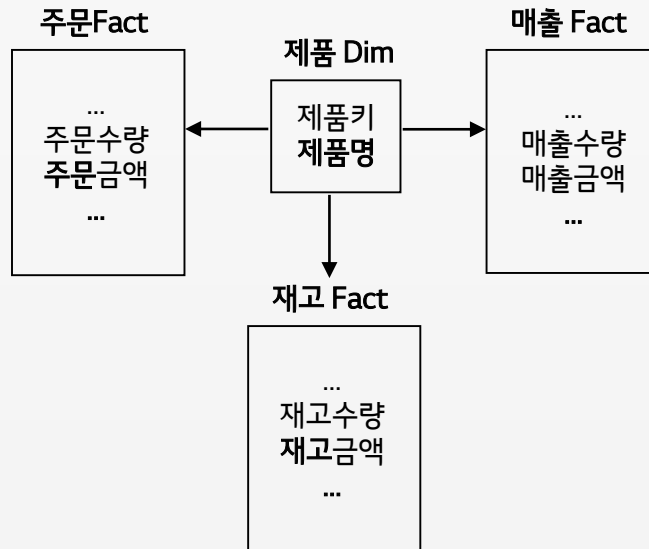 주문Fact
...
주문수량
주문금액
...
제품 Dim
제품키
제품명
매출 Fact
...
매출수량
매출금액
...
재고 Fact
...
재고수량
재고금액
...